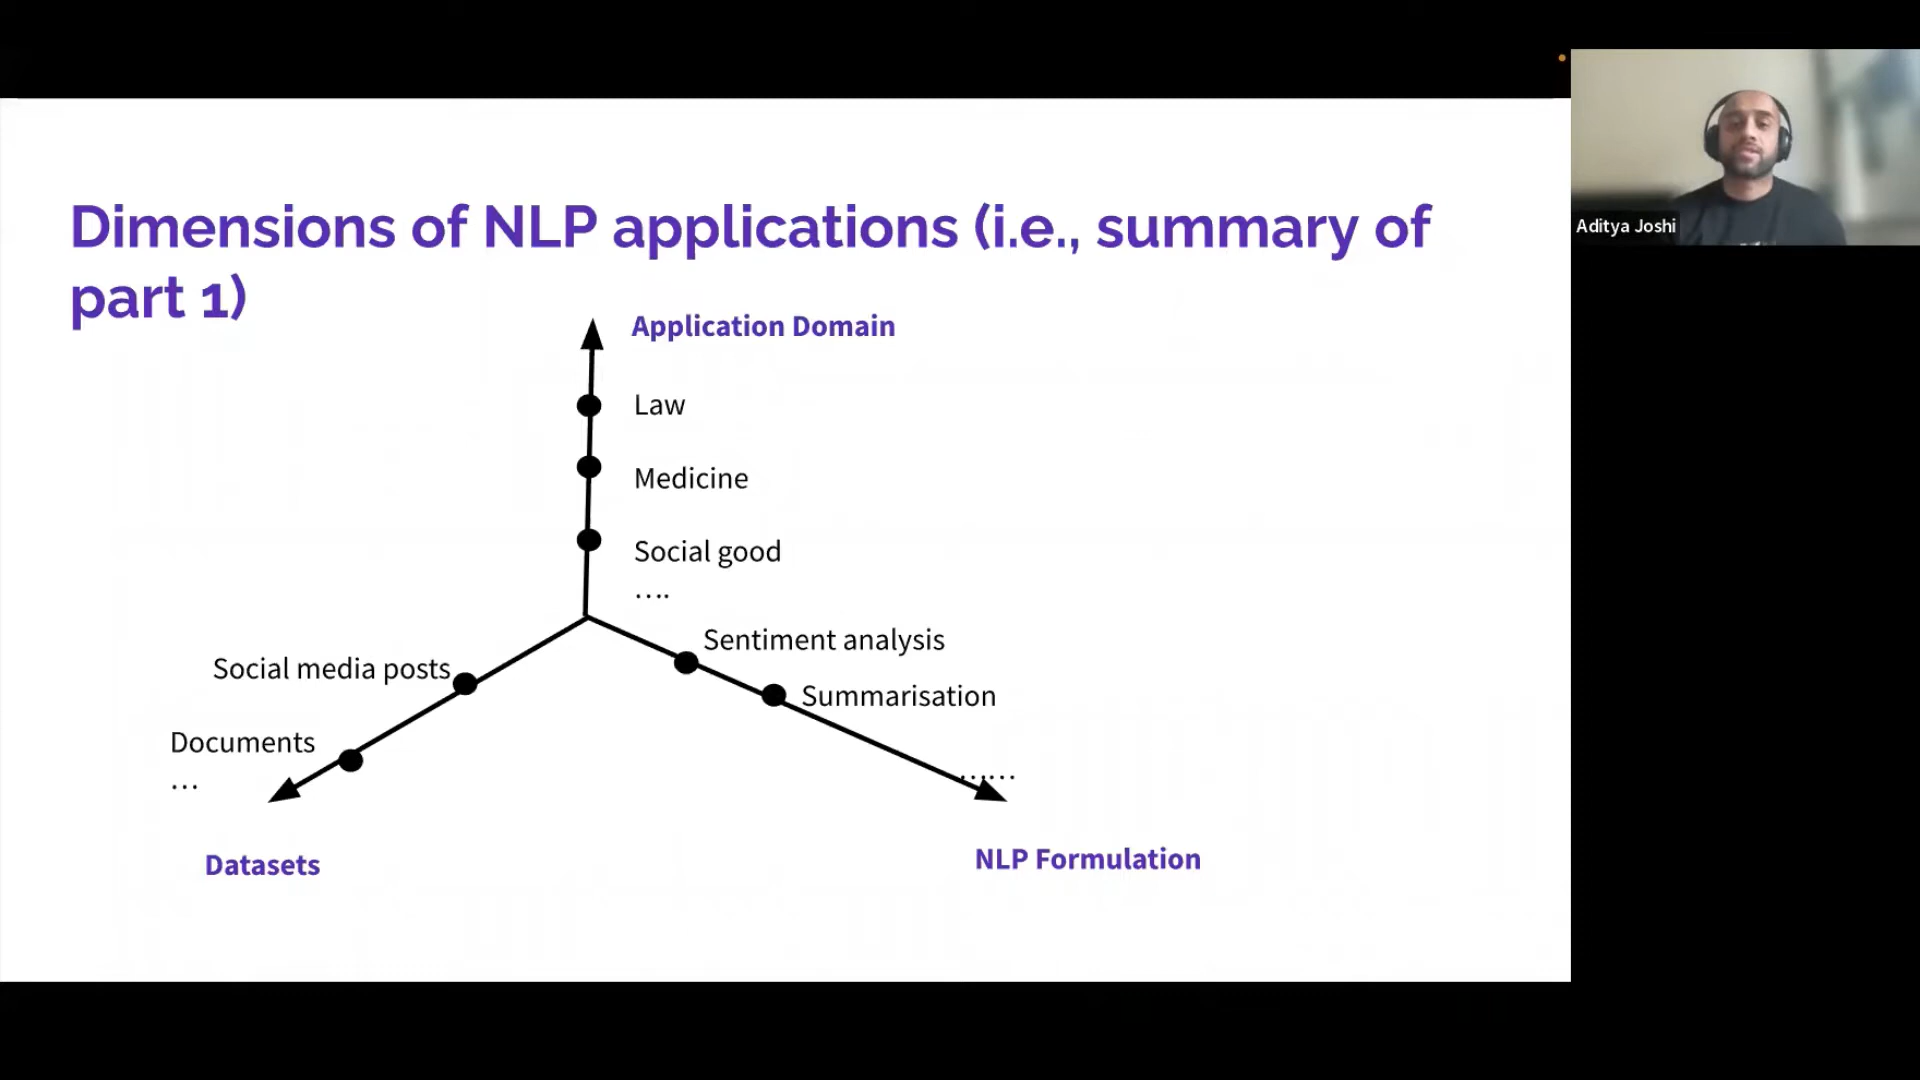 Dimensions of NLP applications (i.e., summary of
part 1)
Application Domain
Law
Medicine
Social good
....
Sentiment analysis
Summarisation
......
NLP Formulation
Social media posts
Documents
...
Datasets
Aditya Joshi